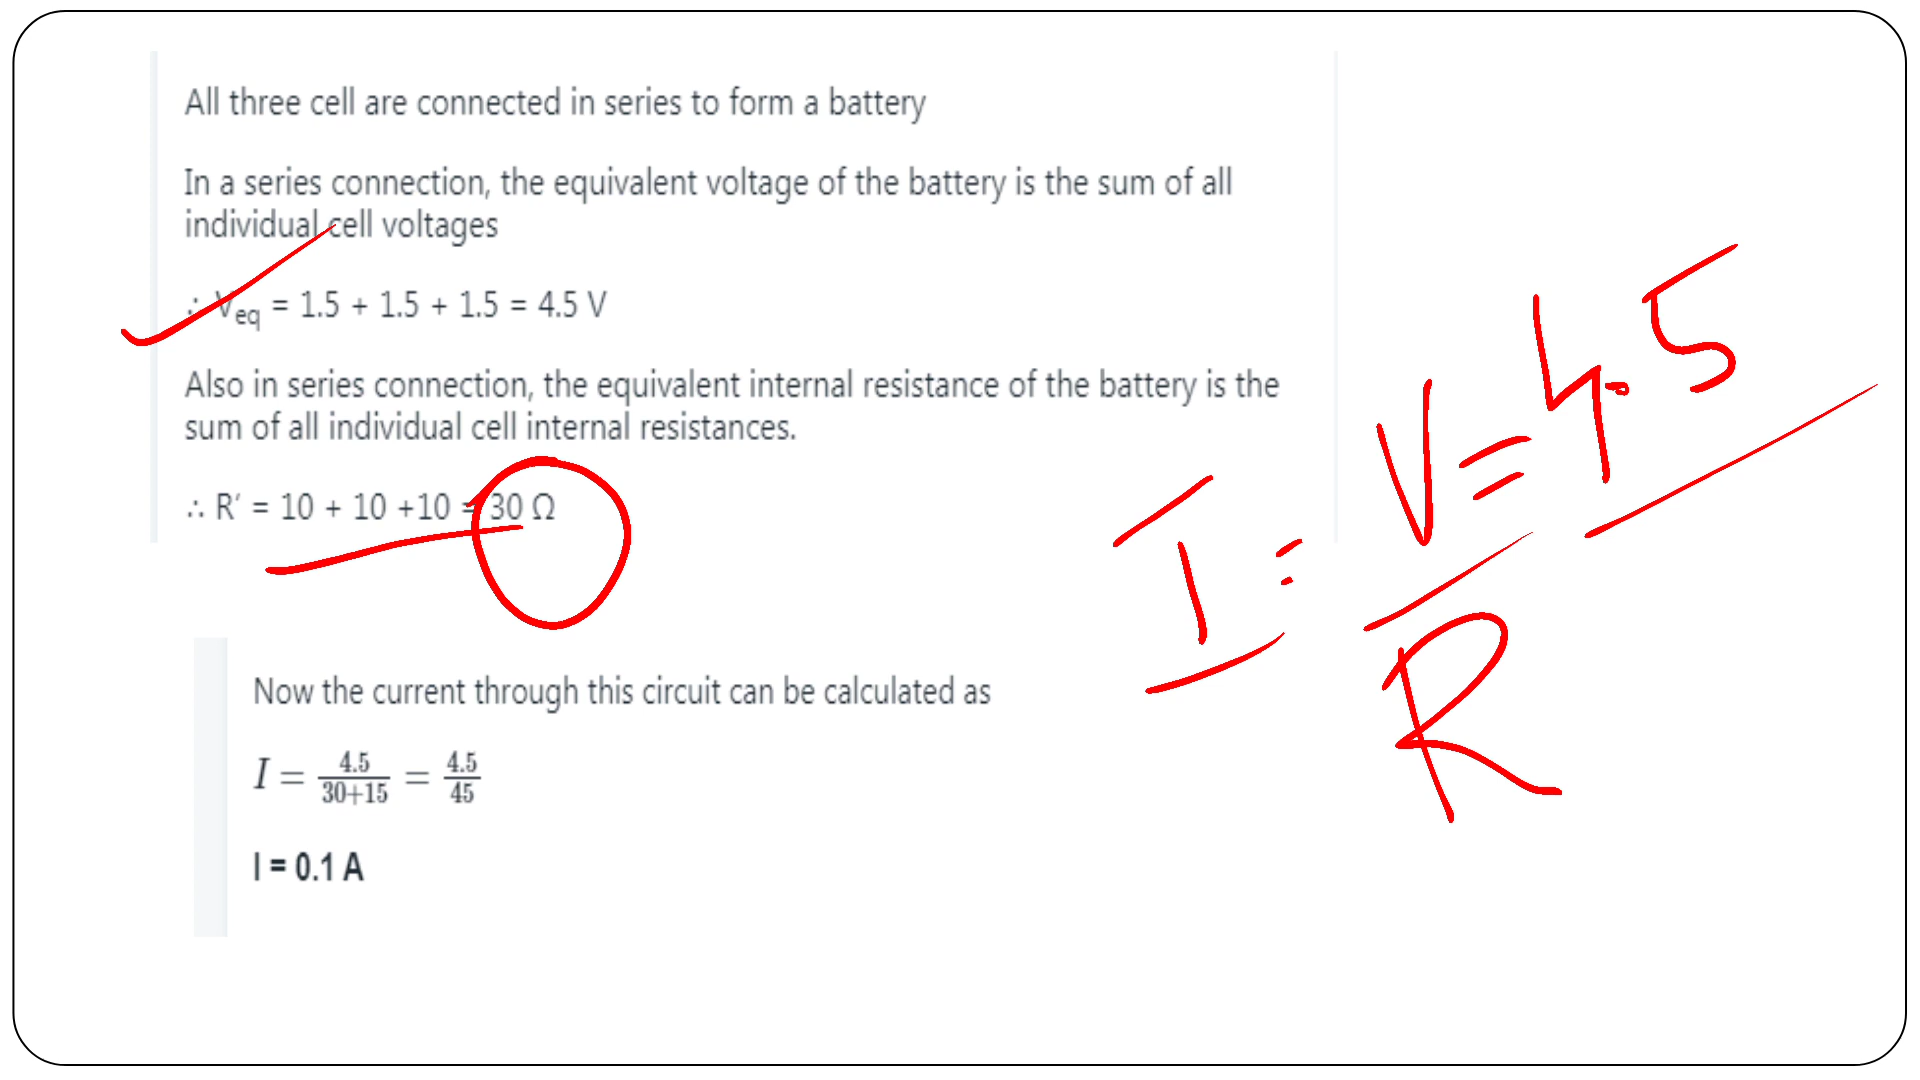 All three cell are connected in series to form a battery
In a series connection, the equivalent voltage of the battery is the sum of all
individual cell voltages
∴ Veq = 1.5 + 1.5 + 1.5 = 4.5 V
Also in series connection, the equivalent internal resistance of the battery is the
sum of all individual cell internal resistances.
∴ R′ = 10 + 10 +10 = 30 Ω
I = V/R = 4.5
Now the current through this circuit can be calculated as
I = 4.5/30+15 = 4.5/45
I = 0.1 A